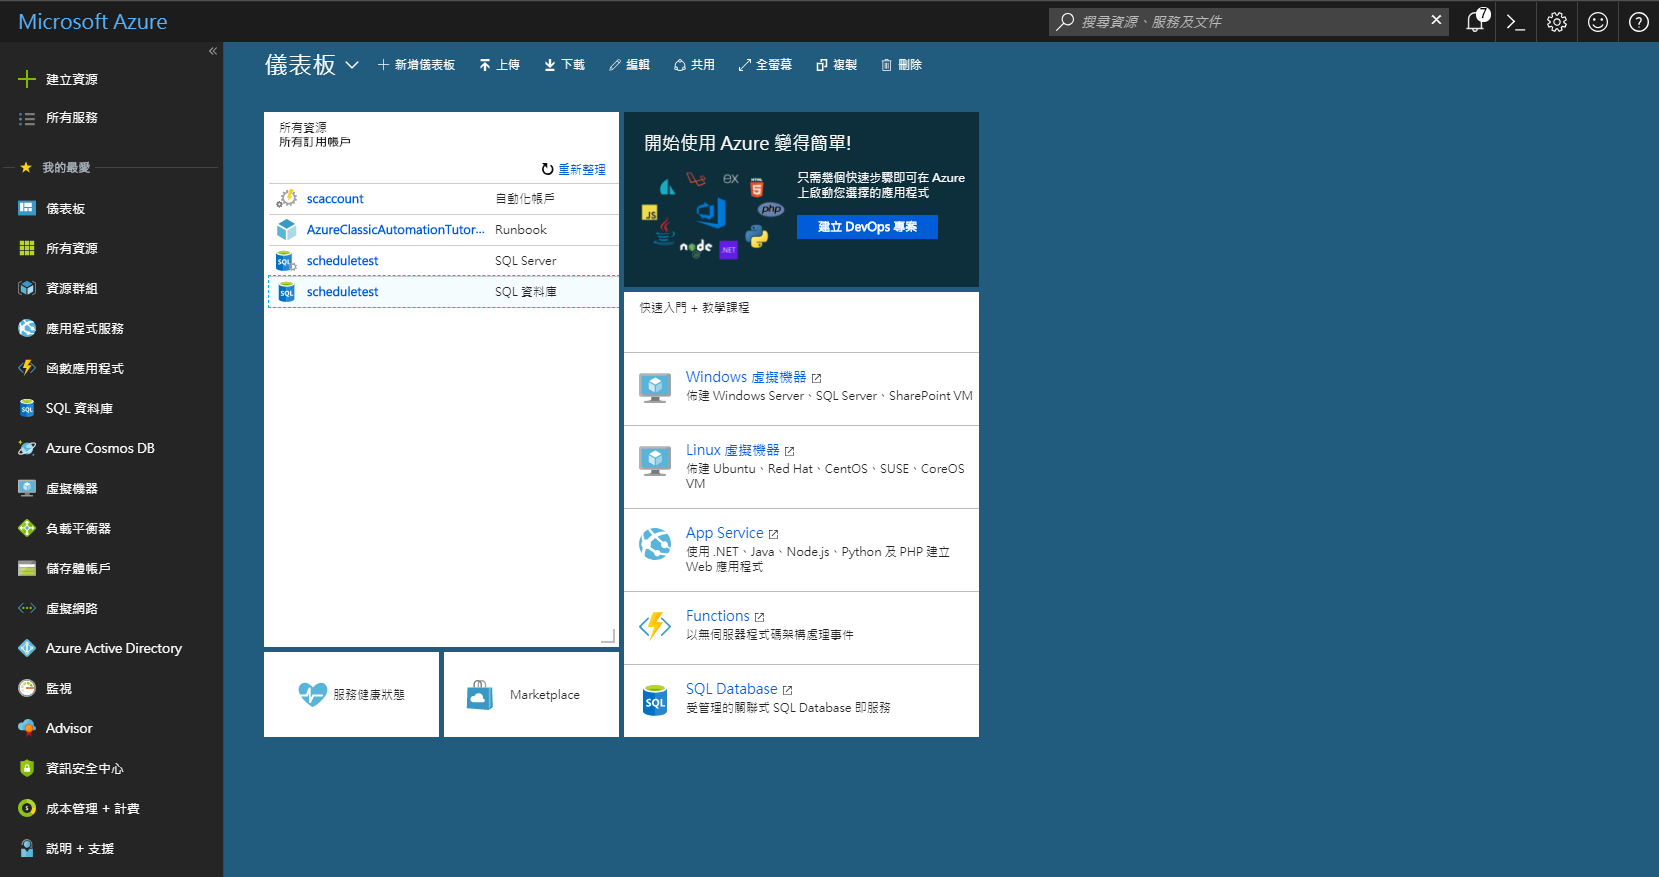 Microsoft Azure
搜尋資源、服務及文件
7
建立資源
所有服務
我的最愛
儀表板
所有資源
資源群組
應用程式服務
函數應用程式
SQL 資料庫
Azure Cosmos DB
虛擬機器
負載平衡器
儲存體帳戶
虛擬網路
Azure Active Directory
監視
Advisor
資訊安全中心
成本管理 + 計費
說明 + 支援
儀表板
新增儀表板
上傳
下載
編輯
共用
全螢幕
複製
刪除
所有資源
所有訂用帳戶
重新整理
scaccount 自動化帳戶
AzureClassicAutomationTutor... Runbook
scheduletest SQL Server
scheduletest SQL 資料庫
服務健康狀態
Marketplace
開始使用 Azure 變得簡單!
只需幾個快速步驟即可在 Azure
上啟動您選擇的應用程式
建立 DevOps 專案
ex
HTML
5
JS
php
node
.NET
快速入門 + 教學課程
Windows 虛擬機器
佈建 Windows Server、SQL Server、SharePoint VM
Linux 虛擬機器
佈建 Ubuntu、Red Hat、CentOS、SUSE、CoreOS
VM
App Service
使用 .NET、Java、Node.js、Python 及 PHP 建立
Web 應用程式
Functions
以無伺服器程式碼架構處理事件
SQL
SQL Database
受管理的關聯式 SQL Database 即服務